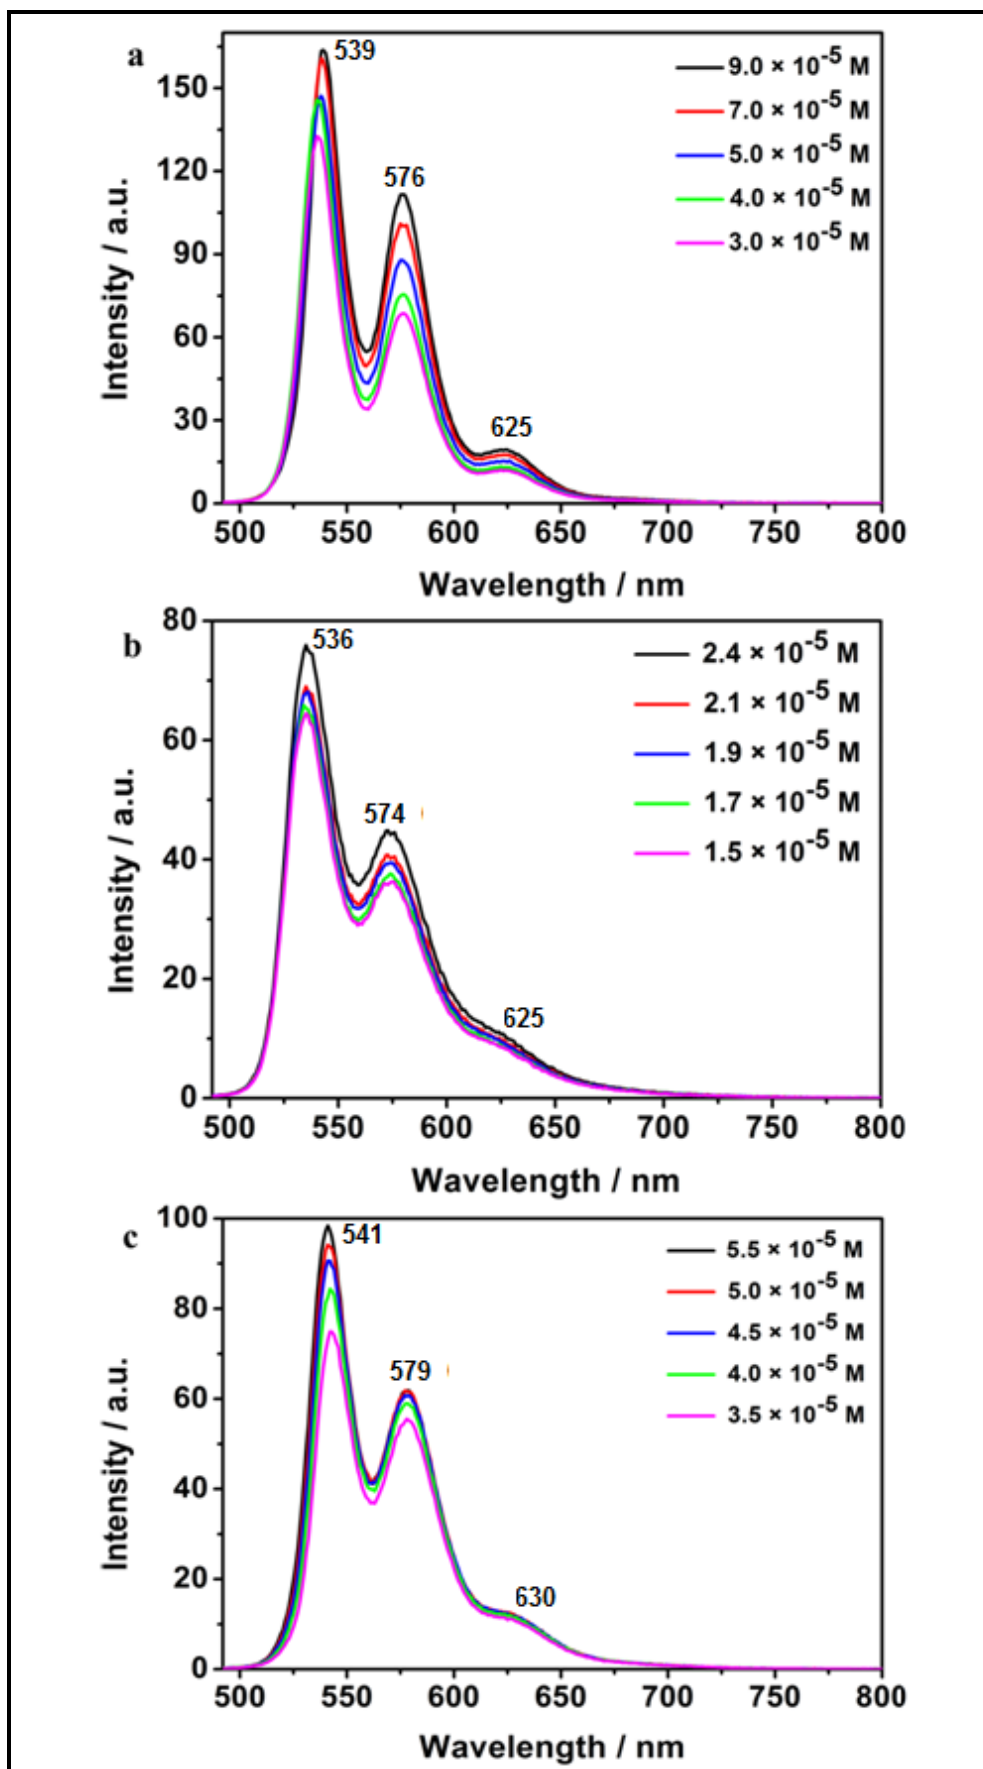 a
539
576
625
9.0 × 10⁻⁵ M
7.0 × 10⁻⁵ M
5.0 × 10⁻⁵ M
4.0 × 10⁻⁵ M
3.0 × 10⁻⁵ M
Intensity / a.u.
150
120
90
60
30
0
500 550 600 650 700 750 800
Wavelength / nm
b
536
574
625
2.4 × 10⁻⁵ M
2.1 × 10⁻⁵ M
1.9 × 10⁻⁵ M
1.7 × 10⁻⁵ M
1.5 × 10⁻⁵ M
Intensity / a.u.
80
60
40
20
0
500 550 600 650 700 750 800
Wavelength / nm
c
541
579
630
5.5 × 10⁻⁵ M
5.0 × 10⁻⁵ M
4.5 × 10⁻⁵ M
4.0 × 10⁻⁵ M
3.5 × 10⁻⁵ M
Intensity / a.u.
100
80
60
40
20
0
500 550 600 650 700 750 800
Wavelength / nm